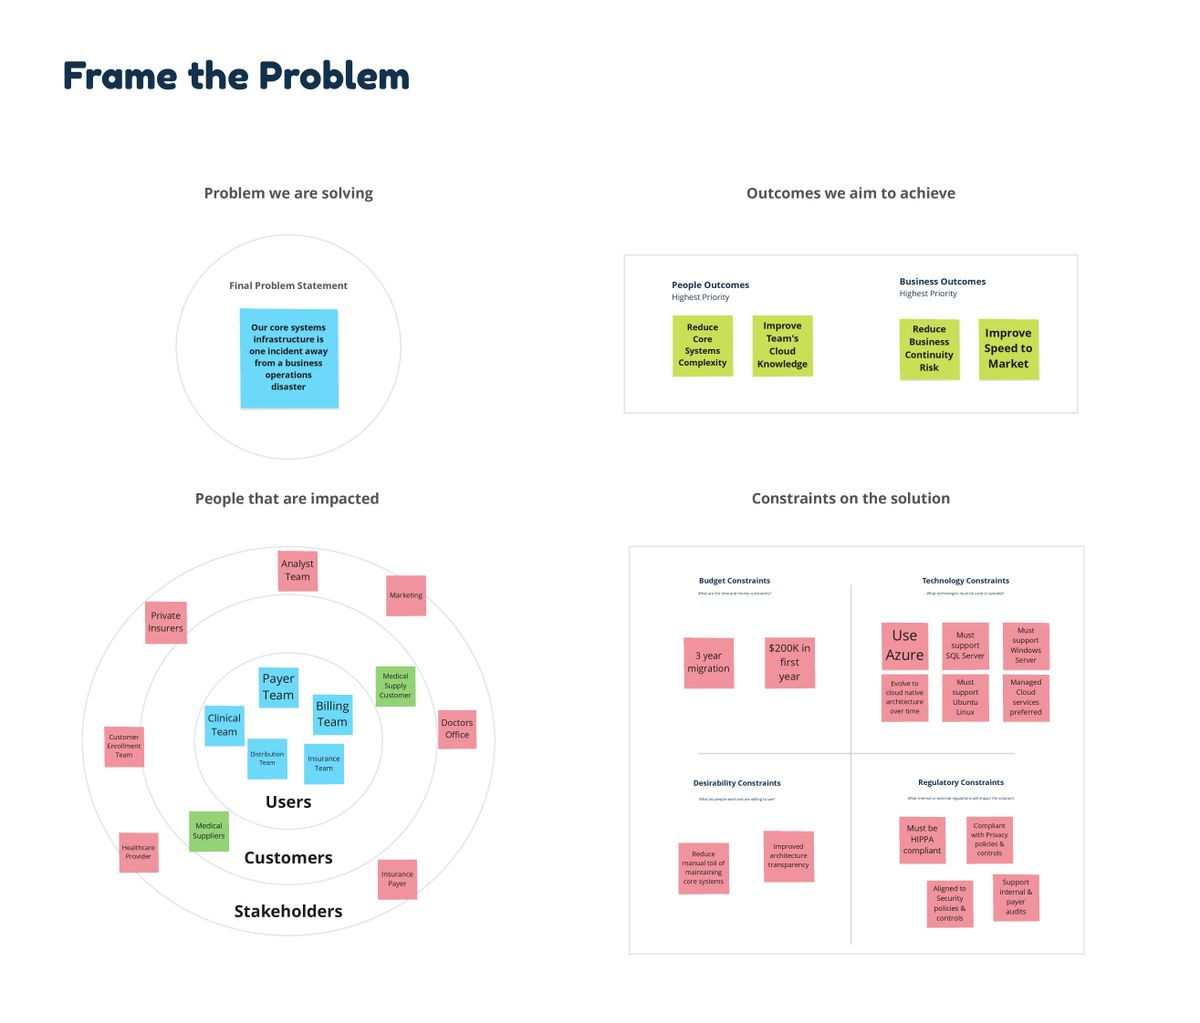 Frame the Problem
Problem we are solving
Final Problem Statement
Our core systems
infrastructure is
one incident away
from a business
operations
disaster
Outcomes we aim to achieve
People Outcomes
Highest Priority
Reduce
Core
Systems
Complexity
Improve
Team's
Cloud
Knowledge
Business Outcomes
Highest Priority
Reduce
Business
Continuity
Risk
Improve
Speed to
Market
People that are impacted
Analyst
Team
Marketing
Private
Insurers
Payer
Team
Medical
Supply
Customer
Billing
Team
Clinical
Team
Doctors
Office
Customer
Enrollment
Team
Distribution
Team
Insurance
Team
Users
Medical
Suppliers
Customers
Healthcare
Provider
Insurance
Payer
Stakeholders
Constraints on the solution
Budget Constraints
What are the time and money constraints?
3 year
migration
$200K in
first
year
Technology Constraints
What technologies must be used or avoided?
Use
Azure
Must
support
SQL Server
Must
support
Windows
Server
Evolve to
cloud native
architecture
over time
Must
support
Ubuntu
Linux
Managed
Cloud
services
preferred
Desirability Constraints
What do people want and are willing to use?
Reduce
manual toil of
maintaining
core systems
Improved
architecture
transparency
Regulatory Constraints
What internal or external regulations will impact the solution?
Must be
HIPPA
compliant
Compliant
with Privacy
policies &
controls
Aligned to
Security
policies &
controls
Support
internal &
payer
audits